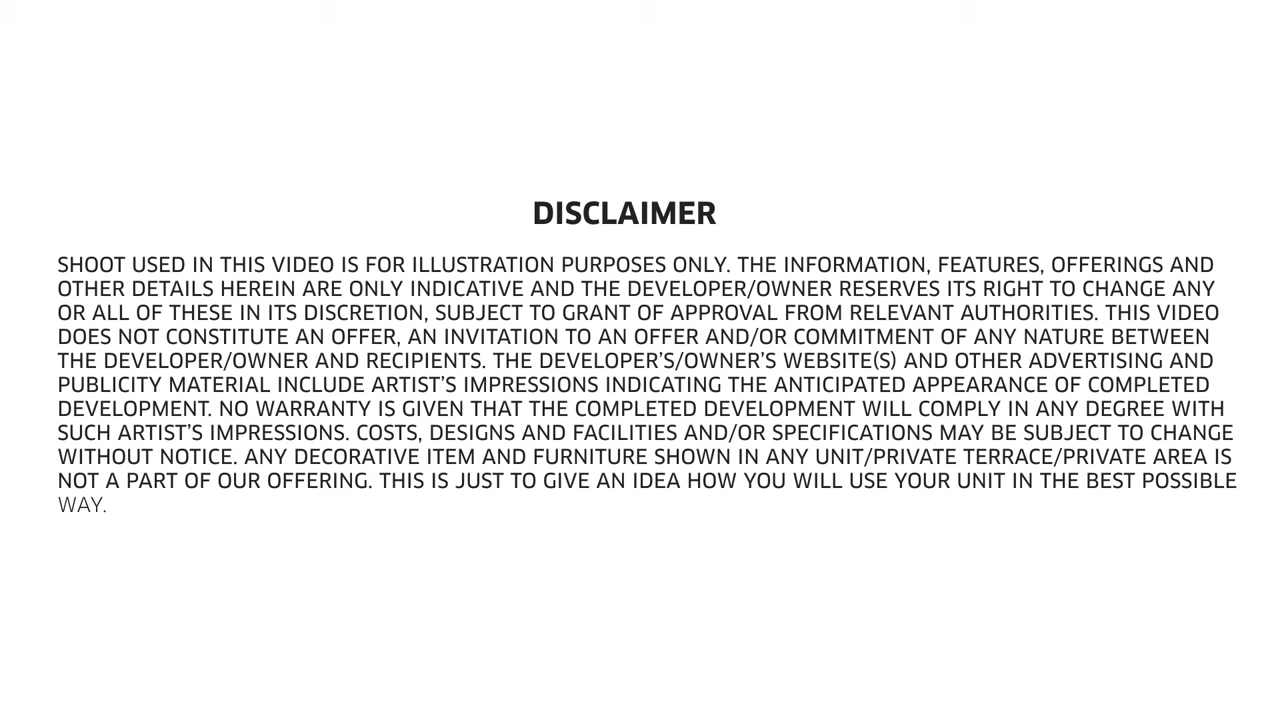 DISCLAIMER
SHOOT USED IN THIS VIDEO IS FOR ILLUSTRATION PURPOSES ONLY. THE INFORMATION, FEATURES, OFFERINGS AND
OTHER DETAILS HEREIN ARE ONLY INDICATIVE AND THE DEVELOPER/OWNER RESERVES ITS RIGHT TO CHANGE ANY
OR ALL OF THESE IN ITS DISCRETION, SUBJECT TO GRANT OF APPROVAL FROM RELEVANT AUTHORITIES. THIS VIDEO
DOES NOT CONSTITUTE AN OFFER, AN INVITATION TO AN OFFER AND/OR COMMITMENT OF ANY NATURE BETWEEN
THE DEVELOPER/OWNER AND RECIPIENTS. THE DEVELOPER’S/OWNER’S WEBSITE(S) AND OTHER ADVERTISING AND
PUBLICITY MATERIAL INCLUDE ARTIST’S IMPRESSIONS INDICATING THE ANTICIPATED APPEARANCE OF COMPLETED
DEVELOPMENT. NO WARRANTY IS GIVEN THAT THE COMPLETED DEVELOPMENT WILL COMPLY IN ANY DEGREE WITH
SUCH ARTIST’S IMPRESSIONS. COSTS, DESIGNS AND FACILITIES AND/OR SPECIFICATIONS MAY BE SUBJECT TO CHANGE
WITHOUT NOTICE. ANY DECORATIVE ITEM AND FURNITURE SHOWN IN ANY UNIT/PRIVATE TERRACE/PRIVATE AREA IS
NOT A PART OF OUR OFFERING. THIS IS JUST TO GIVE AN IDEA HOW YOU WILL USE YOUR UNIT IN THE BEST POSSIBLE
WAY.